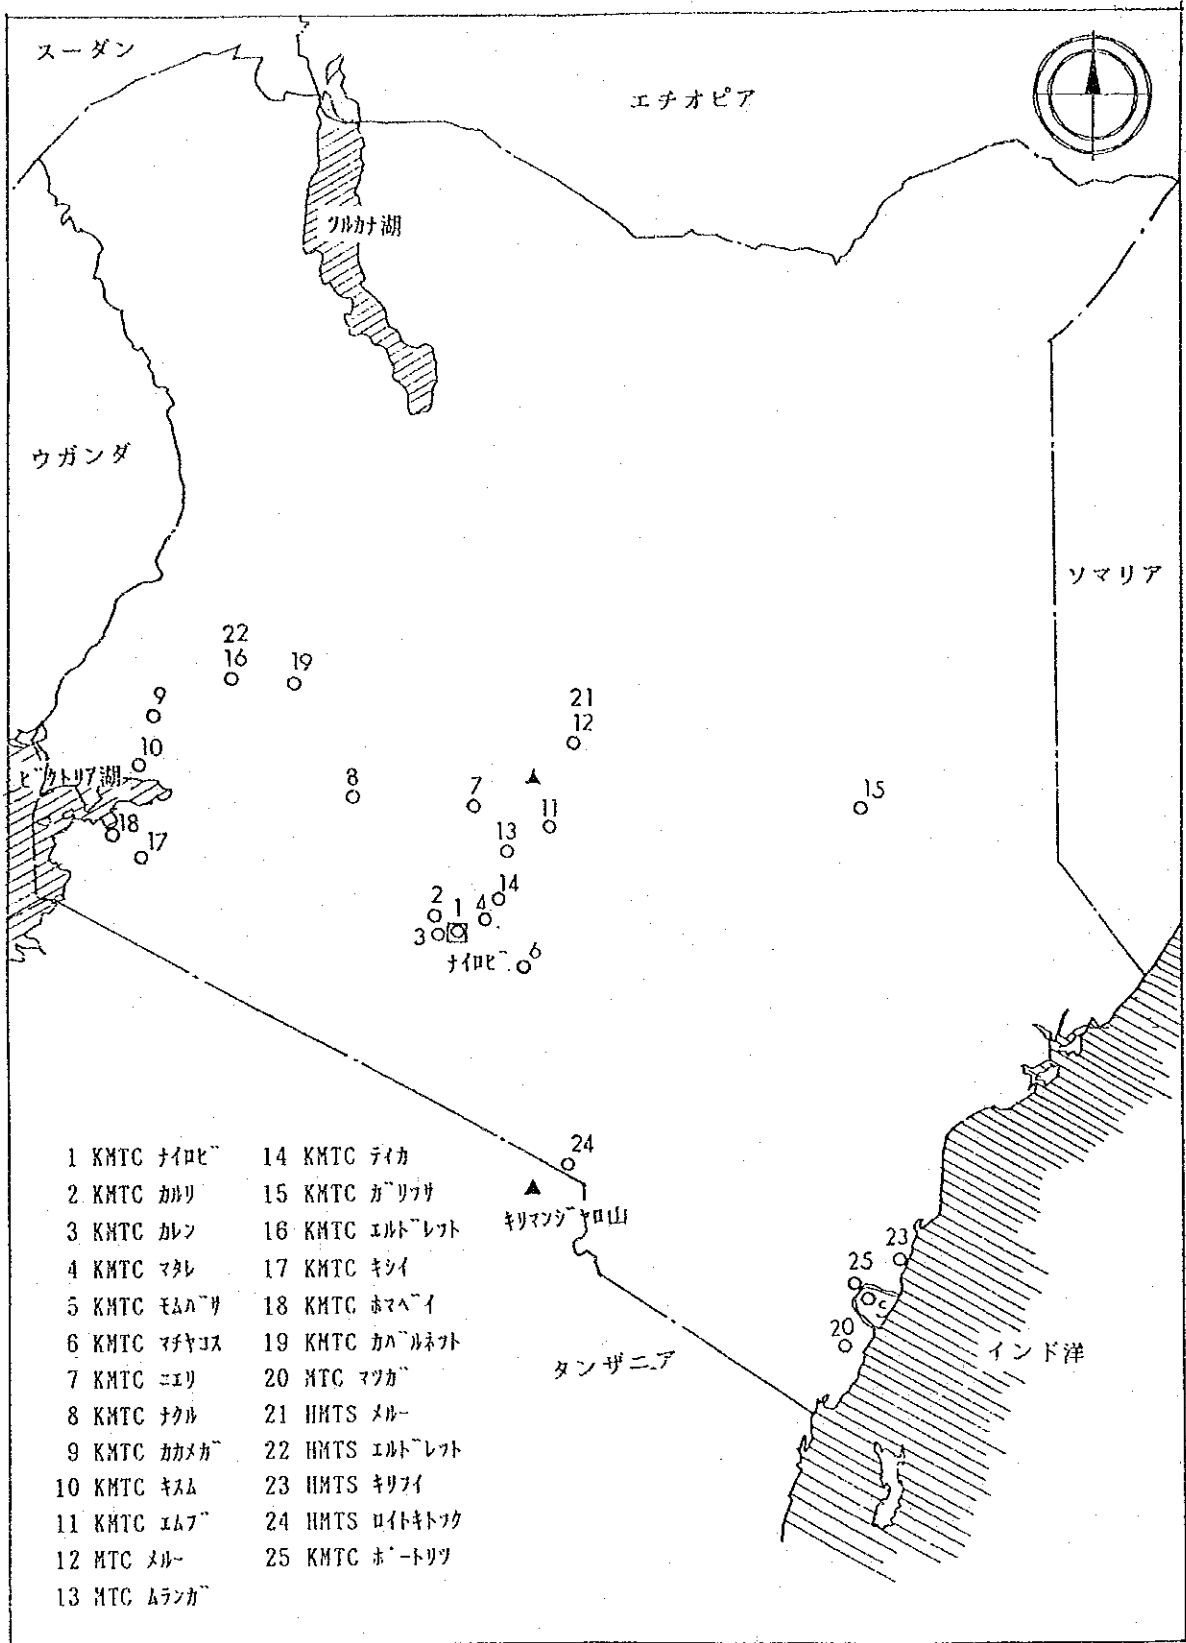 スーダン
エチオピア
ツルカナ湖
ウガンダ
ソマリア
22
16
19
9
21
12
10
ビクトリア湖
8
7
15
11
18
13
17
14
2
1
4
3
ナイロビ
6
24
キリマンジャロ山
23
25
20
インド洋
タンザニア
1 KMTC ナイロビ
2 KMTC カルリ
3 KMTC カレン
4 KMTC マタレ
5 KMTC モムバサ
6 KMTC マチヤコス
7 KMTC ニエリ
8 KMTC ナクル
9 KMTC カカメガ
10 KMTC キスム
11 KMTC エムブ
12 MTC メルー
13 MTC ムランガ
14 KMTC ティカ
15 KMTC ガリッサ
16 KMTC エルドレット
17 KMTC キシイ
18 KMTC ホマベイ
19 KMTC カバルネット
20 MTC マツガ
21 HMTS メルー
22 HMTS エルドレット
23 HMTS キリフイ
24 HMTS ロイトキトック
25 KMTC ポートリツ